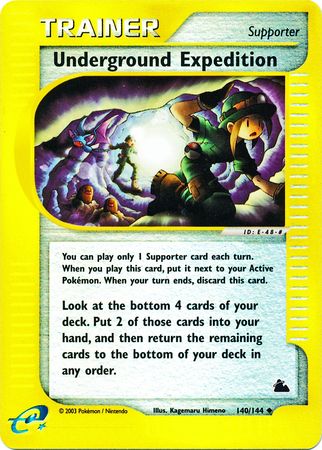 TRAINER
Supporter
Underground Expedition
ID: E-48-#
You can play only 1 Supporter card each turn.
When you play this card, put it next to your Active
Pokémon. When your turn ends, discard this card.
Look at the bottom 4 cards of your
deck. Put 2 of those cards into your
hand, and then return the remaining
cards to the bottom of your deck in
any order.
e
© 2003 Pokémon / Nintendo Illus. Kagemaru Himeno 140/144 ◆